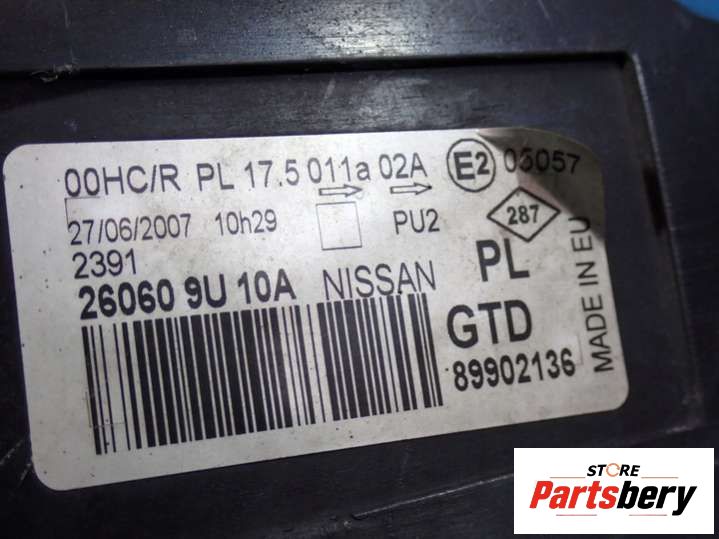 00HC/R PL 17.5 011a 02A E2 05057
27/06/2007 10h29 PU2 287
2391 PL
26060 9U 10A NISSAN GTD
89902136
MADE IN EU
STORE
Partsbery